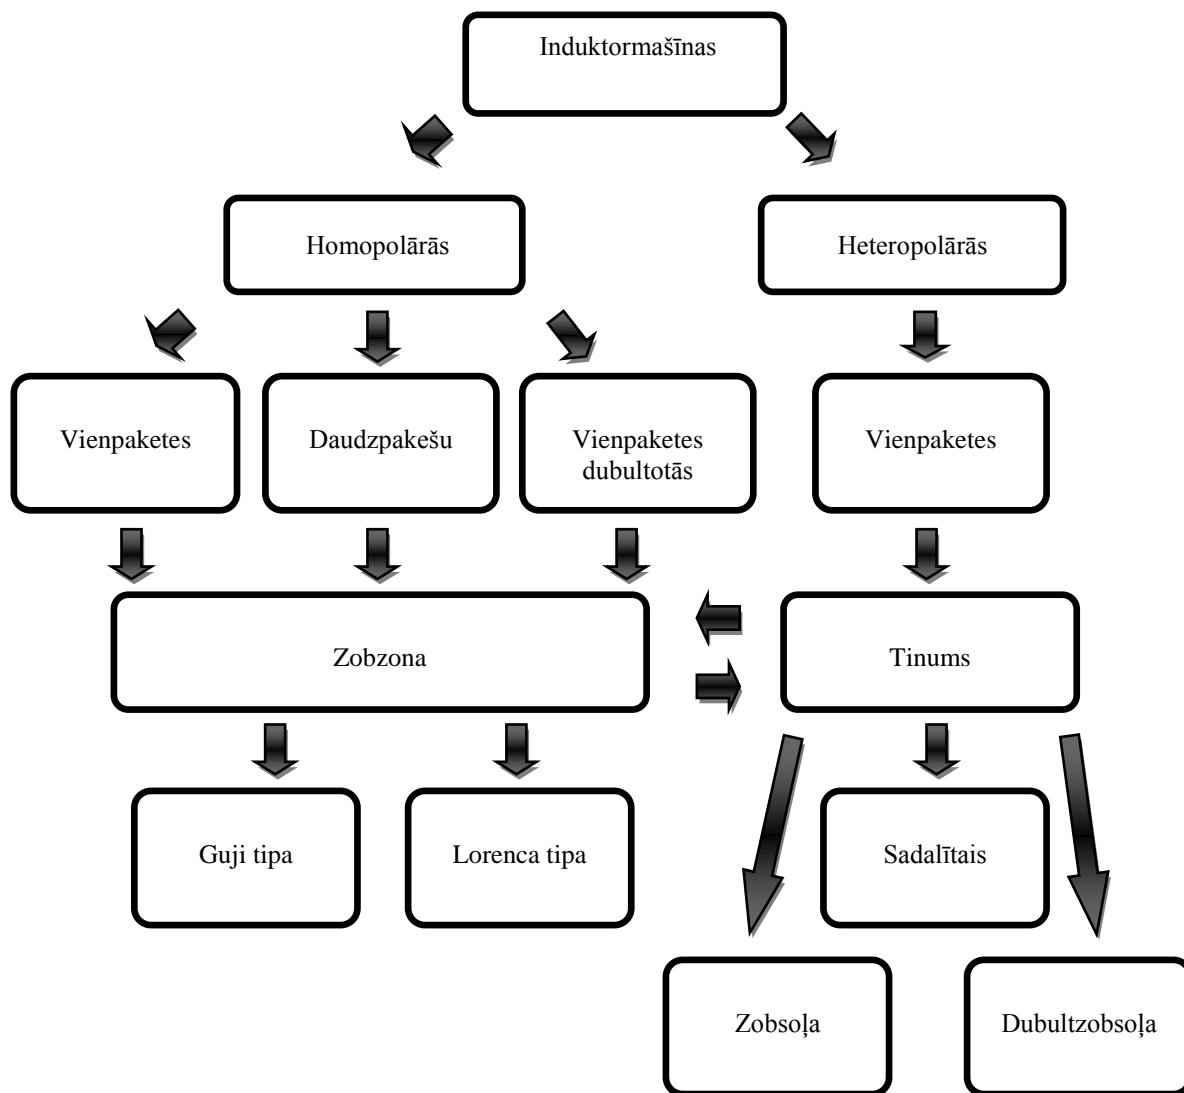 Induktormašīnas
Homopolārās
Heteropolārās
Vienpaketes
Daudzpakešu
Vienpaketes
dubultotās
Vienpaketes
Zobzona
Tinums
Guji tipa
Lorenca tipa
Sadalītais
Zobsoļa
Dubultzobsoļa